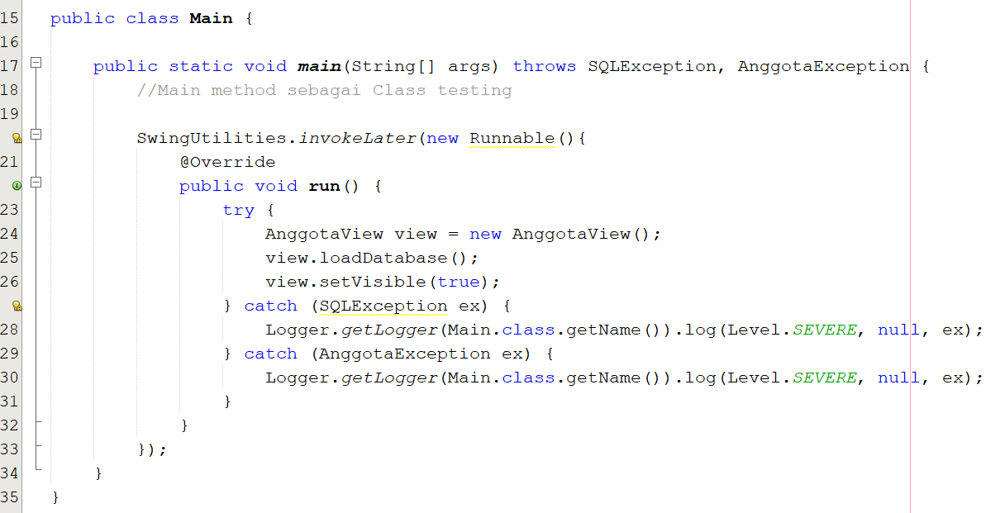 15 public class Main {
16
17 public static void main(String[] args) throws SQLException, AnggotaException {
18 //Main method sebagai Class testing
19
SwingUtilities.invokeLater(new Runnable(){
21 @Override
public void run() {
23 try {
24 AnggotaView view = new AnggotaView();
25 view.loadDatabase();
26 view.setVisible(true);
} catch (SQLException ex) {
28 Logger.getLogger(Main.class.getName()).log(Level.SEVERE, null, ex);
29 } catch (AnggotaException ex) {
30 Logger.getLogger(Main.class.getName()).log(Level.SEVERE, null, ex);
31 }
32 }
33 });
34 }
35 }